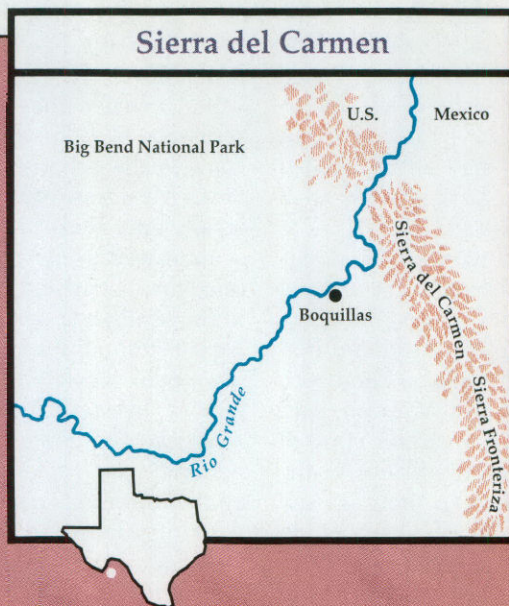 Sierra del Carmen
U.S.
Mexico
Big Bend National Park
Sierra del Carmen
Boquillas
Rio Grande
Sierra Fronteriza